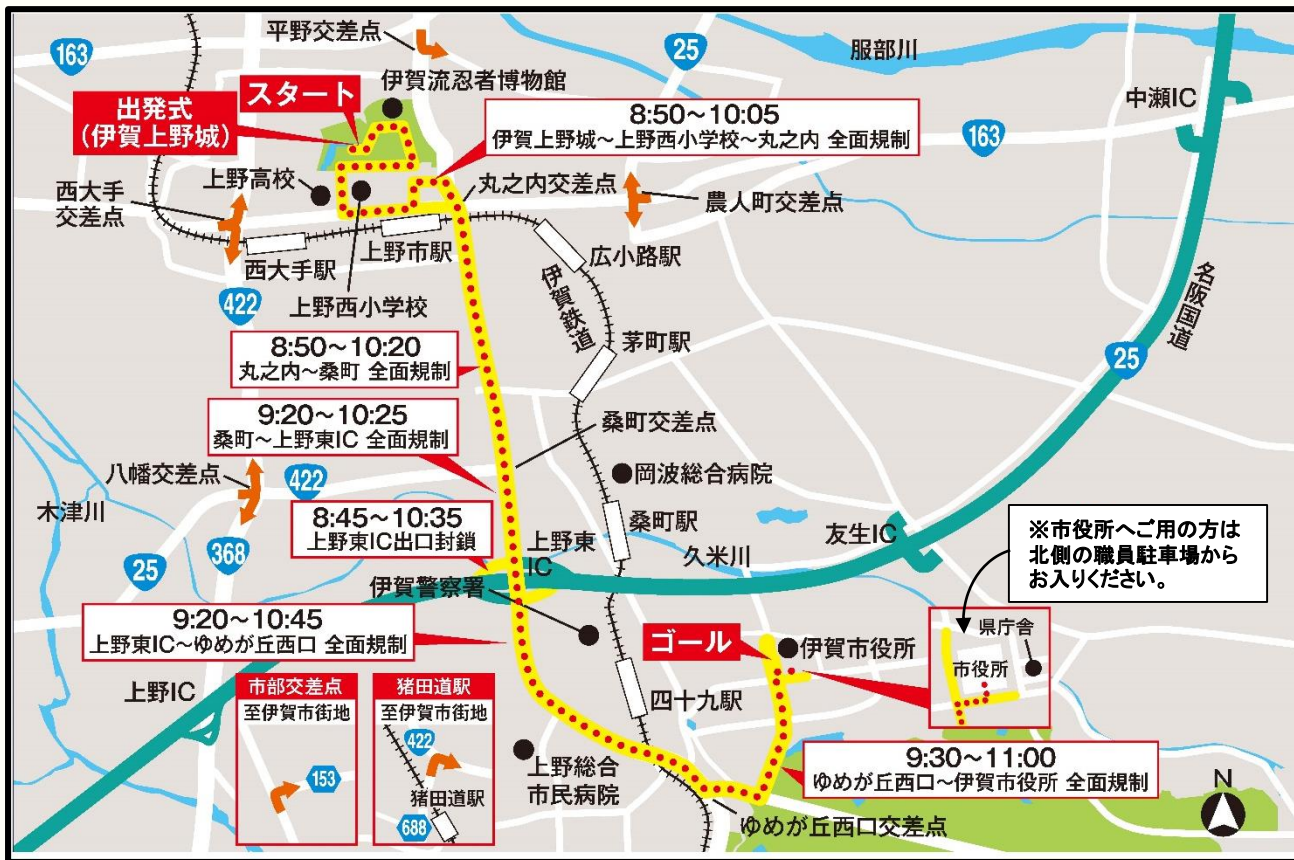 平野交差点
163
25
服部川
伊賀流忍者博物館
スタート
出発式
(伊賀上野城)
8:50～10:05
伊賀上野城～上野西小学校～丸之内 全面規制
中瀬IC
163
上野高校
西大手
交差点
丸之内交差点
農人町交差点
西大手駅
上野市駅
広小路駅
上野西小学校
422
伊賀鉄道
名阪国道
8:50～10:20
丸之内～桑町 全面規制
茅町駅
25
9:20～10:25
桑町～上野東IC 全面規制
桑町交差点
八幡交差点
422
岡波総合病院
木津川
8:45～10:35
上野東IC出口封鎖
上野東
IC
桑町駅
久米川
友生IC
※市役所へご用の方は
北側の職員駐車場から
お入りください。
25
368
伊賀警察署
9:20～10:45
上野東IC～ゆめが丘西口 全面規制
ゴール
伊賀市役所
県庁舎
市役所
上野IC
市部交差点
至伊賀市街地
153
猪田道駅
至伊賀市街地
422
猪田道駅
688
四十九駅
上野総合
市民病院
9:30～11:00
ゆめが丘西口～伊賀市役所 全面規制
ゆめが丘西口交差点
N